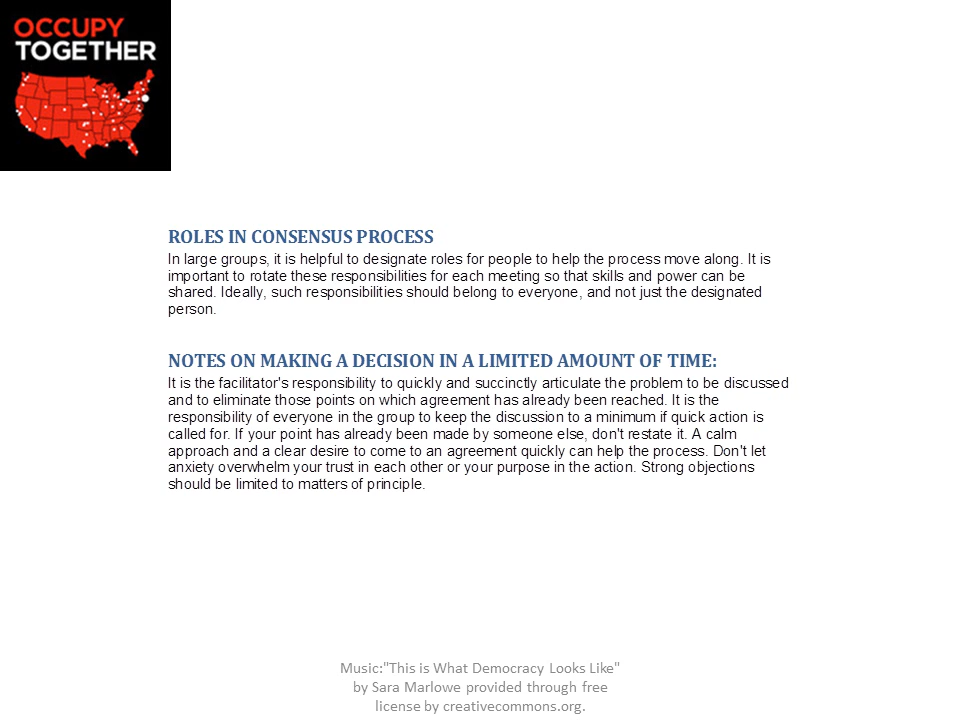 OCCUPY
TOGETHER
ROLES IN CONSENSUS PROCESS
In large groups, it is helpful to designate roles for people to help the process move along. It is
important to rotate these responsibilities for each meeting so that skills and power can be
shared. Ideally, such responsibilities should belong to everyone, and not just the designated
person.
NOTES ON MAKING A DECISION IN A LIMITED AMOUNT OF TIME:
It is the facilitator's responsibility to quickly and succinctly articulate the problem to be discussed
and to eliminate those points on which agreement has already been reached. It is the
responsibility of everyone in the group to keep the discussion to a minimum if quick action is
called for. If your point has already been made by someone else, don't restate it. A calm
approach and a clear desire to come to an agreement quickly can help the process. Don't let
anxiety overwhelm your trust in each other or your purpose in the action. Strong objections
should be limited to matters of principle.
Music:"This is What Democracy Looks Like"
by Sara Marlowe provided through free
license by creativecommons.org.